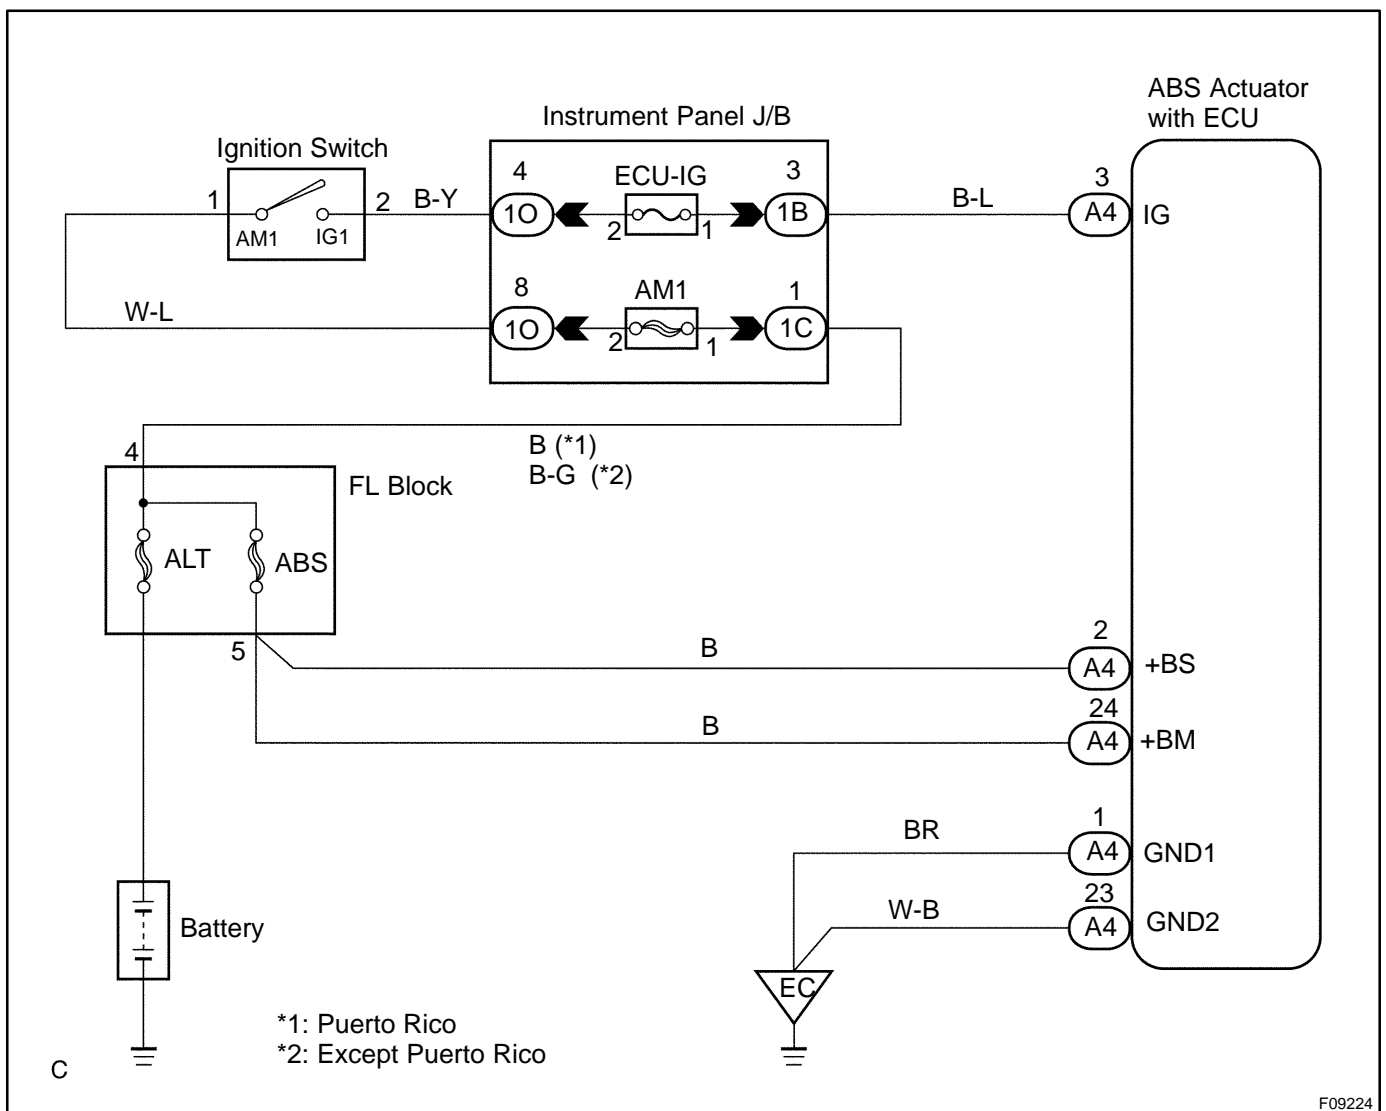 ABS Actuator
with ECU
Instrument Panel J/B
Ignition Switch
4
ECU-IG
3
3
1
2
B-Y
1O
1B
B-L
A4
IG
AM1
IG1
2
1
8
AM1
1
W-L
1O
1C
2
1
4
B (*1)
B-G (*2)
FL Block
ALT
ABS
5
B
2
A4
+BS
B
24
A4
+BM
BR
1
A4
GND1
W-B
23
A4
GND2
Battery
EC
*1: Puerto Rico
*2: Except Puerto Rico
C
F09224